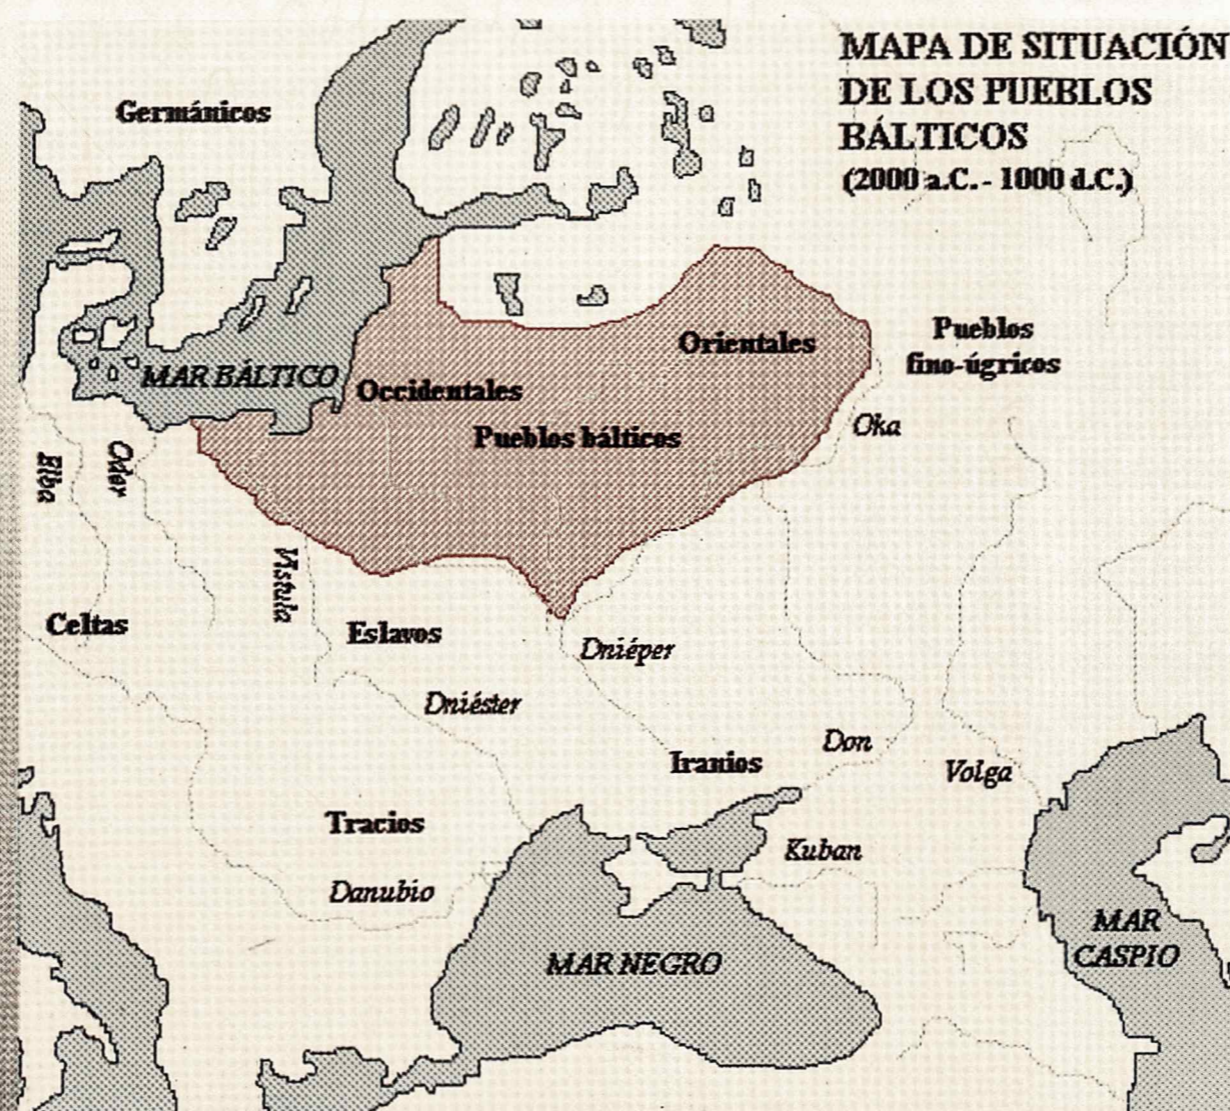 MAPA DE SITUACIÓN
DE LOS PUEBLOS
BÁLTICOS
(2000 a.C. - 1000 d.C.)
Germánicos
Pueblos
fino-úgricos
Orientales
MAR BÁLTICO
Occidentales
Pueblos bálticos
Oka
Elba
Oder
Vístula
Celtas
Eslavos
Dniéper
Dniéster
Don
Iranios
Volga
Tracios
Kuban
Danubio
MAR
CASPIO
MAR NEGRO